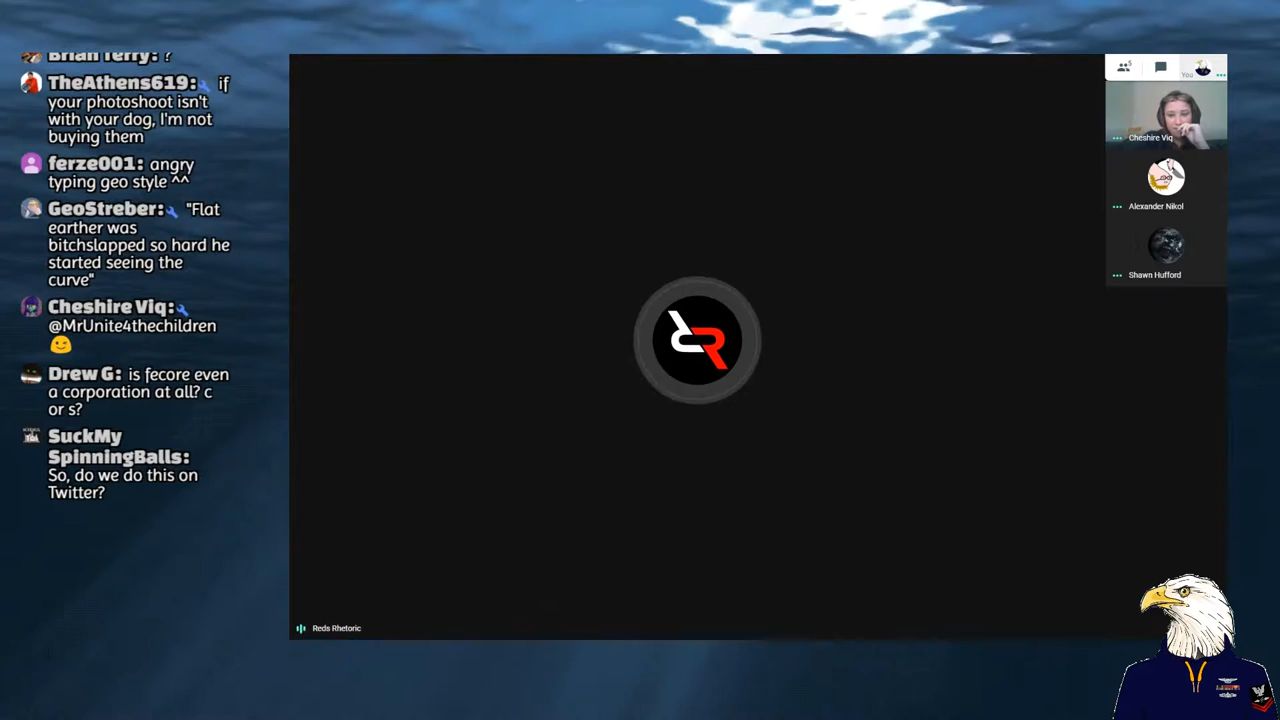 Brian Terry: ?
TheAthens619: if
your photoshoot isn't
with your dog, I'm not
buying them
ferze001: angry
typing geo style ^^
GeoStreber: "Flat
earther was
bitchslapped so hard he
started seeing the
curve"
Cheshire Viq:
@MrUnite4thechildren
Drew G: is fecore even
a corporation at all? c
or s?
SuckMy
SpinningBalls:
So, do we do this on
Twitter?
5
You
Cheshire Viq
Alexander Nikol
Shawn Hufford
Reds Rhetoric